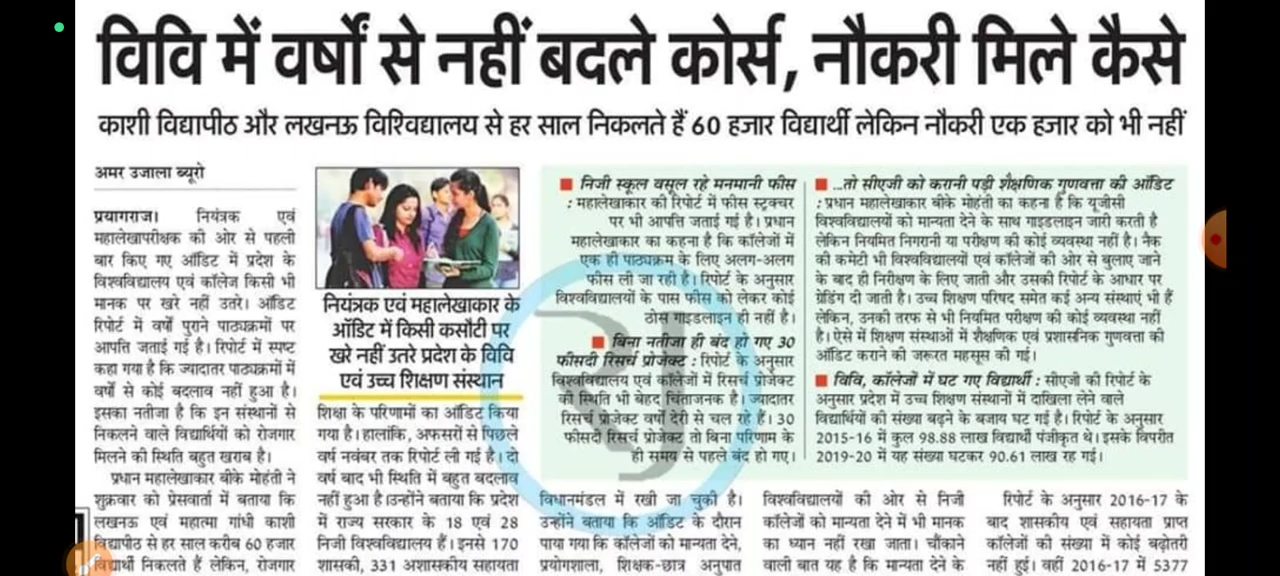 विवि में वर्षों से नहीं बदले कोर्स, नौकरी मिले कैसे
काशी विद्यापीठ और लखनऊ विश्विद्यालय से हर साल निकलते हैं 60 हजार विद्यार्थी लेकिन नौकरी एक हजार को भी नहीं
अमर उजाला ब्यूरो
प्रयागराज। नियंत्रक एवं
महालेखापरीक्षक की ओर से पहली
बार किए गए ऑडिट में प्रदेश के
विश्वविद्यालय एवं कॉलेज किसी भी
मानक पर खरे नहीं उतरे। ऑडिट
रिपोर्ट में वर्षों पुराने पाठ्यक्रमों पर
आपत्ति जताई गई है। रिपोर्ट में स्पष्ट
कहा गया है कि ज्यादातर पाठ्यक्रमों में
वर्षों से कोई बदलाव नहीं हुआ है।
इसका नतीजा है कि इन संस्थानों से
निकलने वाले विद्यार्थियों को रोजगार
मिलने की स्थिति बहुत खराब है।
प्रधान महालेखाकार बीके मोहंती ने
शुक्रवार को प्रेसवार्ता में बताया कि
लखनऊ एवं महात्मा गांधी काशी
विद्यापीठ से हर साल करीब 60 हजार
विद्यार्थी निकलते हैं लेकिन, रोजगार
नियंत्रक एवं महालेखाकार के
ऑडिट में किसी कसौटी पर
खरे नहीं उतरे प्रदेश के विवि
एवं उच्च शिक्षण संस्थान
शिक्षा के परिणामों का ऑडिट किया
गया है। हालांकि, अफसरों से पिछले
वर्ष नवंबर तक रिपोर्ट ली गई है। दो
वर्ष बाद भी स्थिति में बहुत बदलाव
नहीं हुआ है।उन्होंने बताया कि प्रदेश
में राज्य सरकार के 18 एवं 28
निजी विश्वविद्यालय हैं। इनसे 170
शासकी, 331 अशासकीय सहायता
■ निजी स्कूल वसूल रहे मनमानी फीस
: महालेखाकार की रिपोर्ट में फीस स्ट्रक्चर
पर भी आपत्ति जताई गई है। प्रधान
महालेखाकार का कहना है कि कॉलेजों में
एक ही पाठ्यक्रम के लिए अलग-अलग
फीस ली जा रही है। रिपोर्ट के अनुसार
विश्वविद्यालयों के पास फीस को लेकर कोई
ठोस गाइडलाइन ही नहीं है।
■ बिना नतीजा ही बंद हो गए 30
फीसदी रिसर्च प्रोजेक्ट : रिपोर्ट के अनुसार
विश्वविद्यालय एवं कॉलेजों में रिसर्च प्रोजेक्ट
की स्थिति भी बेहद चिंताजनक है। ज्यादातर
रिसर्च प्रोजेक्ट वर्षों देरी से चल रहे हैं। 30
फीसदी रिसर्च प्रोजेक्ट तो बिना परिणाम के
ही समय से पहले बंद हो गए।
■ ...तो सीएजी को करानी पड़ी शैक्षणिक गुणवत्ता की ऑडिट
: प्रधान महालेखाकार बीके मोहंती का कहना है कि यूजीसी
विश्वविद्यालयों को मान्यता देने के साथ गाइडलाइन जारी करती है
लेकिन नियमित निगरानी या परीक्षण की कोई व्यवस्था नहीं है। नैक
की कमेटी भी विश्वविद्यालयों एवं कॉलेजों की ओर से बुलाए जाने
के बाद ही निरीक्षण के लिए जाती और उसकी रिपोर्ट के आधार पर
ग्रेडिंग दी जाती है। उच्च शिक्षण परिषद समेत कई अन्य संस्थाएं भी हैं
लेकिन, उनकी तरफ से भी नियमित परीक्षण की कोई व्यवस्था नहीं
है। ऐसे में शिक्षण संस्थाओं में शैक्षणिक एवं प्रशासनिक गुणवत्ता की
ऑडिट कराने की जरूरत महसूस की गई।
■ विवि, कॉलेजों में घट गए विद्यार्थी : सीएजी की रिपोर्ट के
अनुसार प्रदेश में उच्च शिक्षण संस्थानों में दाखिला लेने वाले
विद्यार्थियों की संख्या बढ़ने के बजाय घट गई है। रिपोर्ट के अनुसार
2015-16 में कुल 98.88 लाख विद्यार्थी पंजीकृत थे। इसके विपरीत
2019-20 में यह संख्या घटकर 90.61 लाख रह गई।
विधानमंडल में रखी जा चुकी है।
उन्होंने बताया कि ऑडिट के दौरान
पाया गया कि कॉलेजों को मान्यता देने,
प्रयोगशाला, शिक्षक-छात्र अनुपात
विश्वविद्यालयों की ओर से निजी
कॉलेजों को मान्यता देने में भी मानक
का ध्यान नहीं रखा जाता। चौंकाने
वाली बात यह है कि मान्यता देने के
रिपोर्ट के अनुसार 2016-17 के
बाद शासकीय एवं सहायता प्राप्त
कॉलेजों की संख्या में कोई बढ़ोतरी
नहीं हुई। वहीं 2016-17 में 5377